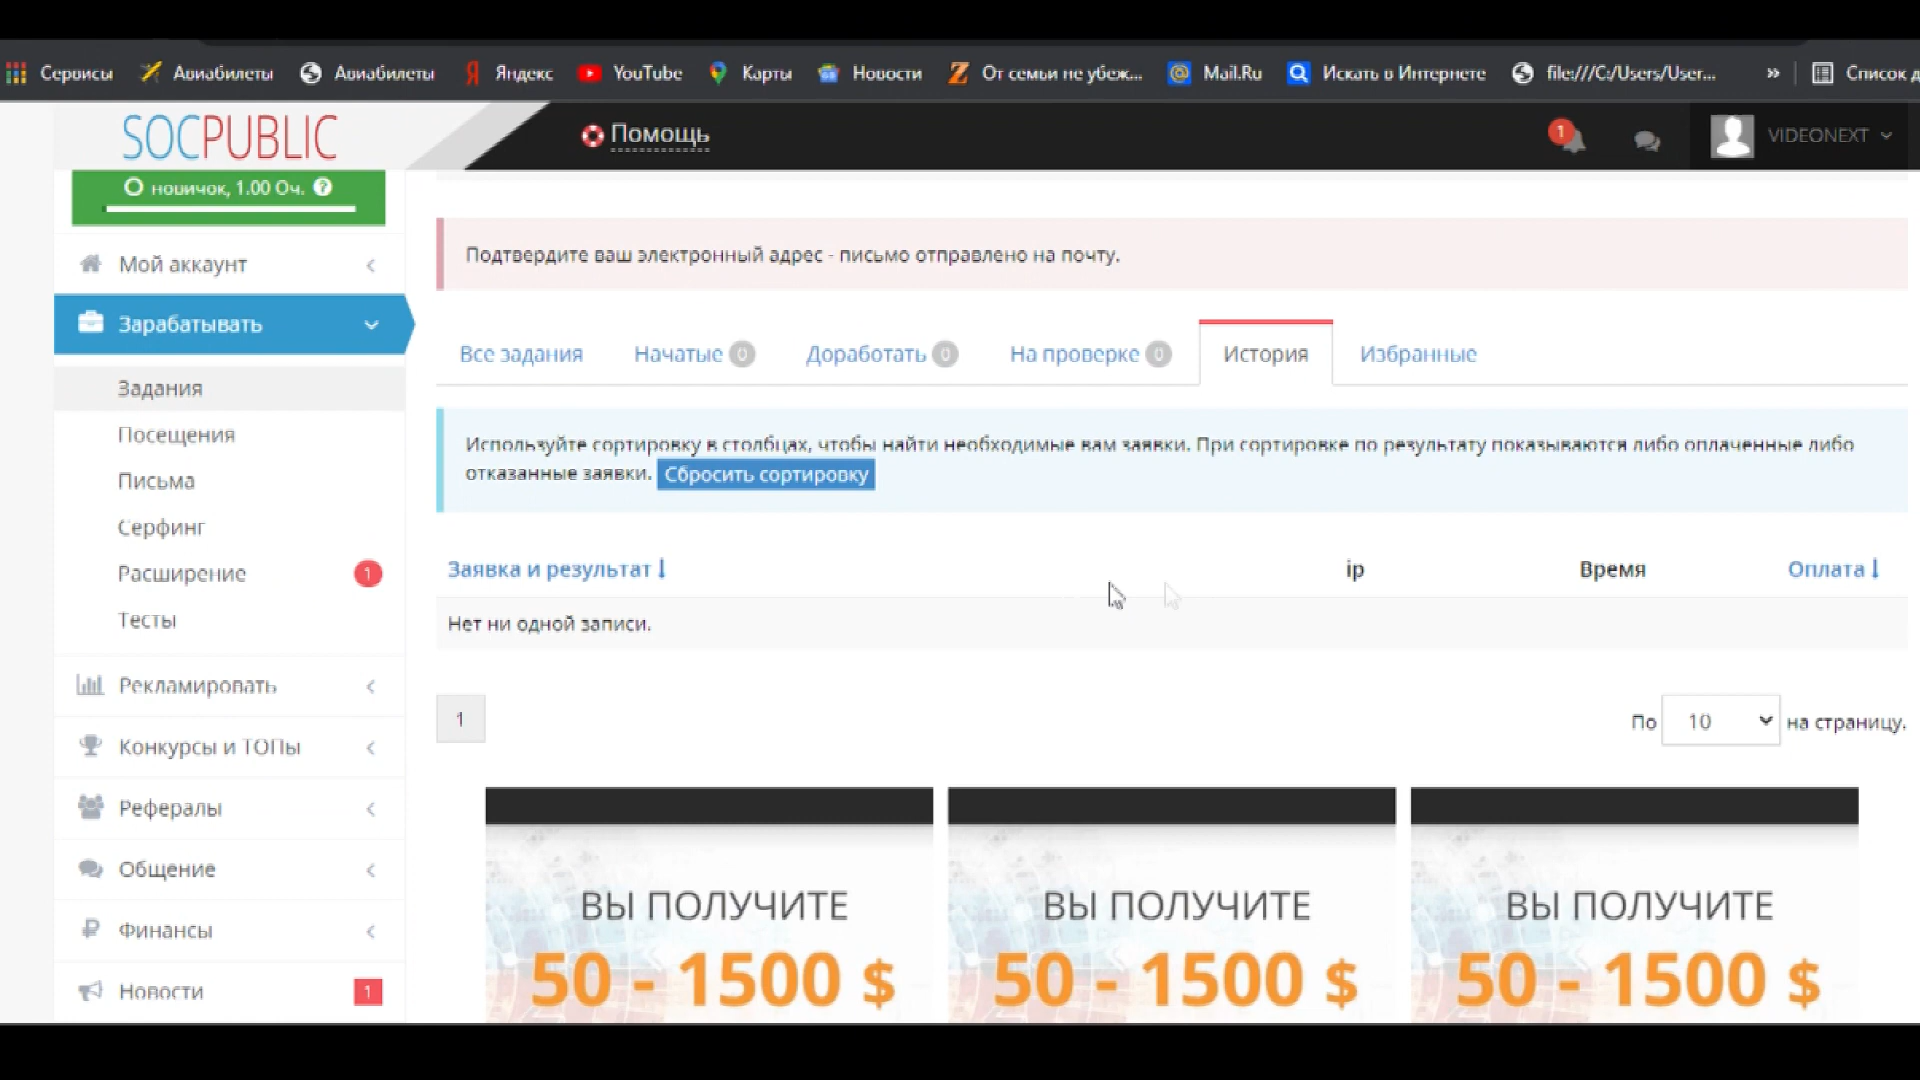 Сервисы Авиабилеты Авиабилеты Яндекс YouTube Карты Новости От семьи не убеж... Mail.Ru Искать в Интернете file:///C:/Users/User... » Список д
SOCPUBLIC
Помощь
1
VIDEONEXT
новичок, 1.00 Оч. ?
Мой аккаунт
Зарабатывать
Задания
Посещения
Письма
Серфинг
Расширение 1
Тесты
Рекламировать
Конкурсы и ТОПы
Рефералы
Общение
Финансы
Новости 1
Подтвердите ваш электронный адрес - письмо отправлено на почту.
Все задания Начатые 0 Доработать 0 На проверке 0 История Избранные
Используйте сортировку в столбцах, чтобы найти необходимые вам заявки. При сортировке по результату показываются либо оплаченные либо
отказанные заявки. Сбросить сортировку
Заявка и результат ip Время Оплата
Нет ни одной записи.
1
По 10 на страницу.
ВЫ ПОЛУЧИТЕ
50 - 1500 $
ВЫ ПОЛУЧИТЕ
50 - 1500 $
ВЫ ПОЛУЧИТЕ
50 - 1500 $